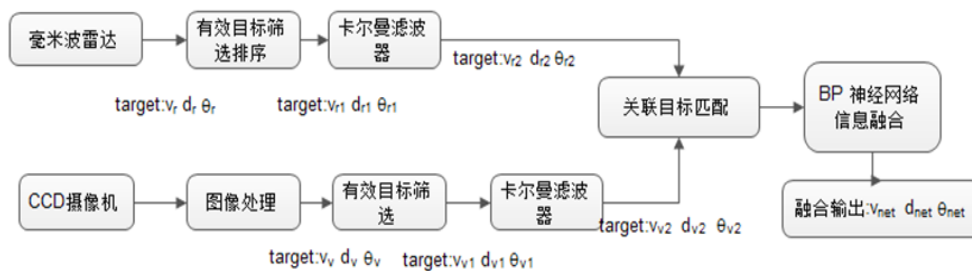 毫米波雷达
有效目标筛
选排序
卡尔曼滤波
器
target:vr2 dr2 θr2
target:vr dr θr
target:vr1 dr1 θr1
关联目标匹配
BP 神经网络
信息融合
CCD摄像机
图像处理
有效目标筛
选
卡尔曼滤波
器
target:vv2 dv2 θv2
融合输出:vnet dnet θnet
target:vv dv θv
target:vv1 dv1 θv1